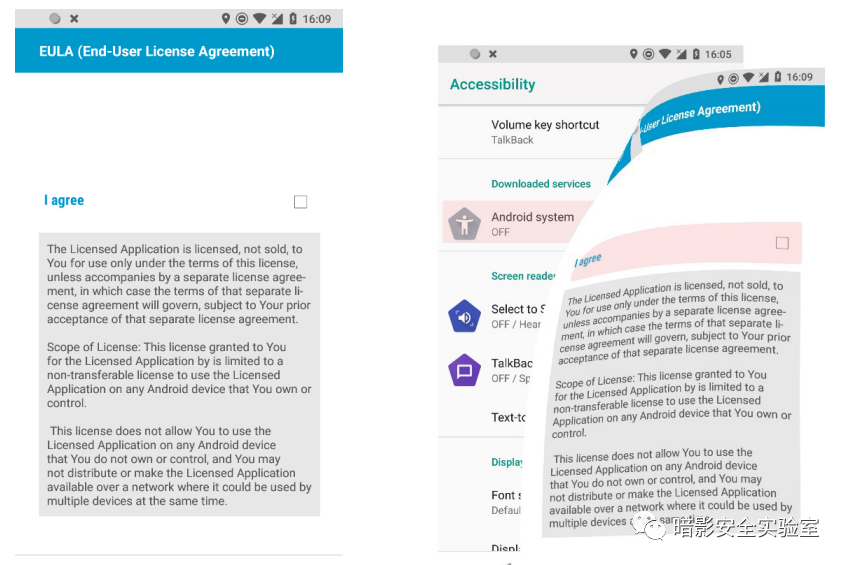 16:09
EULA (End-User License Agreement)
I agree
The Licensed Application is licensed, not sold, to
You for use only under the terms of this license,
unless accompanies by a separate license agree-
ment, in which case the terms of that separate li-
cense agreement will govern, subject to Your prior
acceptance of that separate license agreement.
Scope of License: This license granted to You
for the Licensed Application by is limited to a
non-transferable license to use the Licensed
Application on any Android device that You own or
control.
This license does not allow You to use the
Licensed Application on any Android device
that You do not own or control, and You may
not distribute or make the Licensed Application
available over a network where it could be used by
multiple devices at the same time.
16:05
Accessibility
Volume key shortcut
TalkBack
Downloaded services
Android system
OFF
Screen reade
Select to S
OFF / Hear
TalkBac
OFF / Sp
Text-to
Display
Font s
Defaul
Displ
16:09
-User License Agreement)
I agree
The Licensed Application is licensed, not sold, to
You for use only under the terms of this license,
unless accompanies by a separate license agree-
ment, in which case the terms of that separate li-
cense agreement will govern, subject to Your prior
acceptance of that separate license agreement.
Scope of License: This license granted to You
for the Licensed Application by is limited to a
non-transferable license to use the Licensed
Application on any Android device that You own or
control.
This license does not allow You to use the
Licensed Application on any Android device
that You do not own or control, and You may
not distribute or make the Licensed Application
available over a network where it could be used by
multiple devices at the same
暗影安全实验室